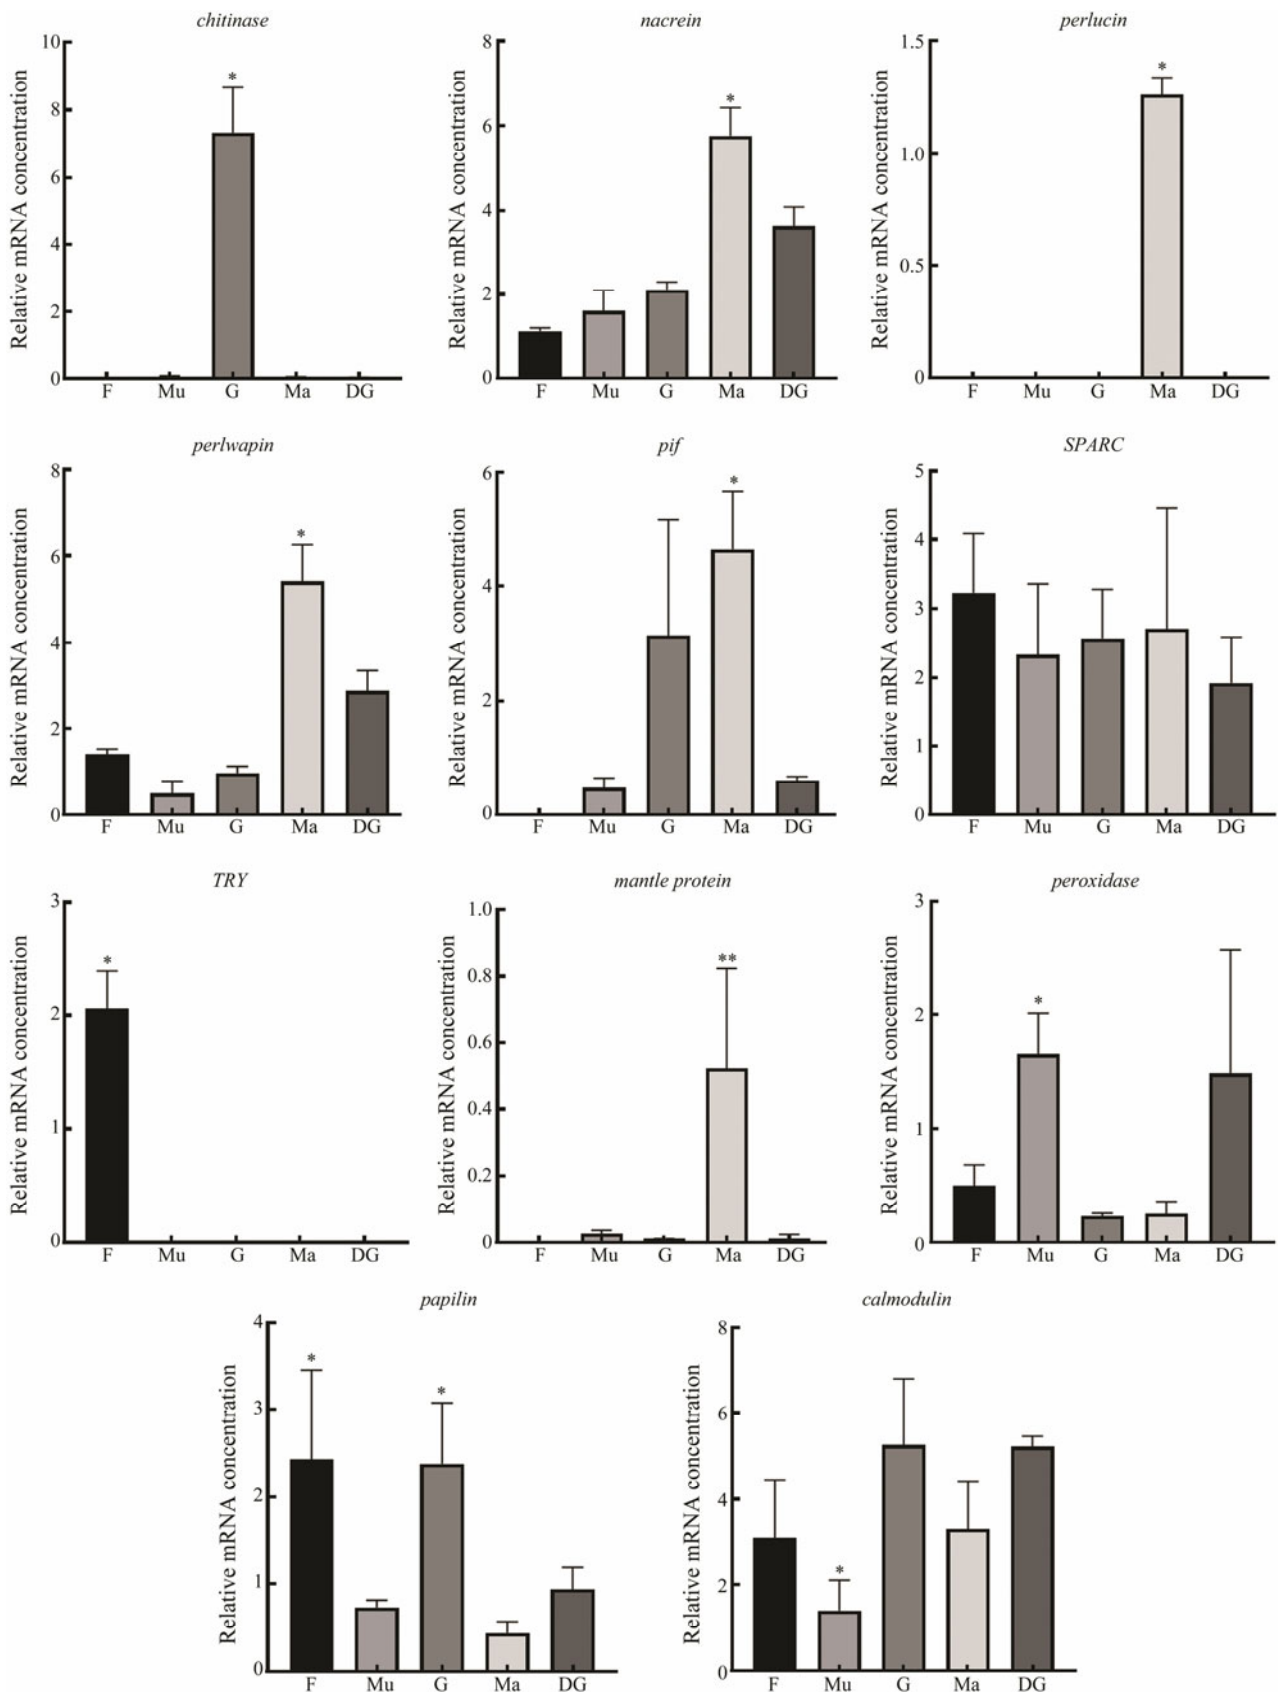 chitinase
Relative mRNA concentration
10
8
6
4
2
0
*
F Mu G Ma DG
nacrein
Relative mRNA concentration
8
6
4
2
0
*
F Mu G Ma DG
perlucin
Relative mRNA concentration
1.5
1.0
0.5
0
*
F Mu G Ma DG
perlwapin
Relative mRNA concentration
8
6
4
2
0
*
F Mu G Ma DG
pif
Relative mRNA concentration
6
4
2
0
*
F Mu G Ma DG
SPARC
Relative mRNA concentration
5
4
3
2
1
0
F Mu G Ma DG
TRY
Relative mRNA concentration
3
2
1
0
*
F Mu G Ma DG
mantle protein
Relative mRNA concentration
1.0
0.8
0.6
0.4
0.2
0
**
F Mu G Ma DG
peroxidase
Relative mRNA concentration
3
2
1
0
*
F Mu G Ma DG
papilin
Relative mRNA concentration
4
3
2
1
0
* *
F Mu G Ma DG
calmodulin
Relative mRNA concentration
8
6
4
2
0
*
F Mu G Ma DG